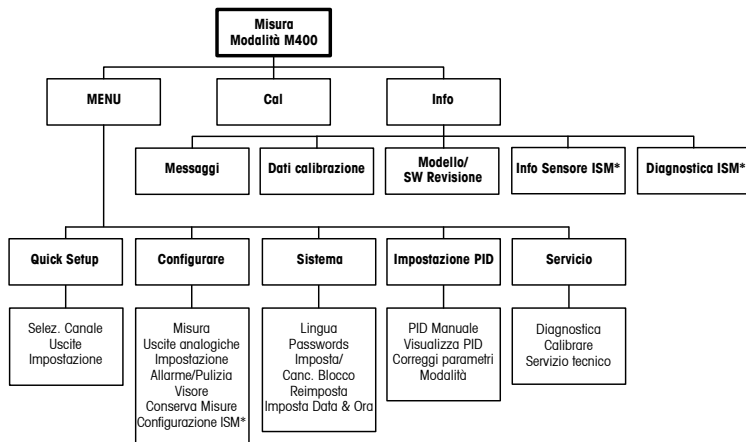 Misura
Modalità M400
MENU
Cal
Info
Messaggi
Dati calibrazione
Modello/
SW Revisione
Info Sensore ISM*
Diagnostica ISM*
Quick Setup
Configurare
Sistema
Impostazione PID
Servicio
Selez. Canale
Uscite
Impostazione
Misura
Uscite analogiche
Impostazione
Allarme/Pulizia
Visore
Conserva Misure
Configurazione ISM*
Lingua
Passwords
Imposta/
Canc. Blocco
Reimposta
Imposta Data & Ora
PID Manuale
Visualizza PID
Correggi parametri
Modalità
Diagnostica
Calibrare
Servizio tecnico